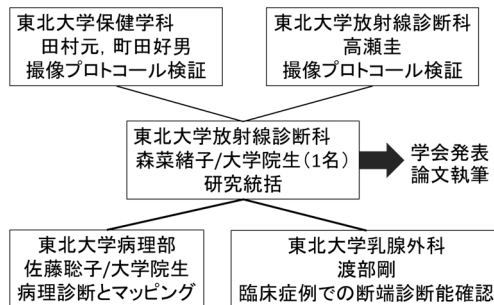 東北大学保健学科
田村元，町田好男
撮像プロトコール検証
東北大学放射線診断科
高瀬圭
撮像プロトコール検証
東北大学放射線診断科
森菜緒子/大学院生（1名）
研究統括
学会発表
論文執筆
東北大学病理部
佐藤聡子/大学院生
病理診断とマッピング
東北大学乳腺外科
渡部剛
臨床症例での断端診断能確認